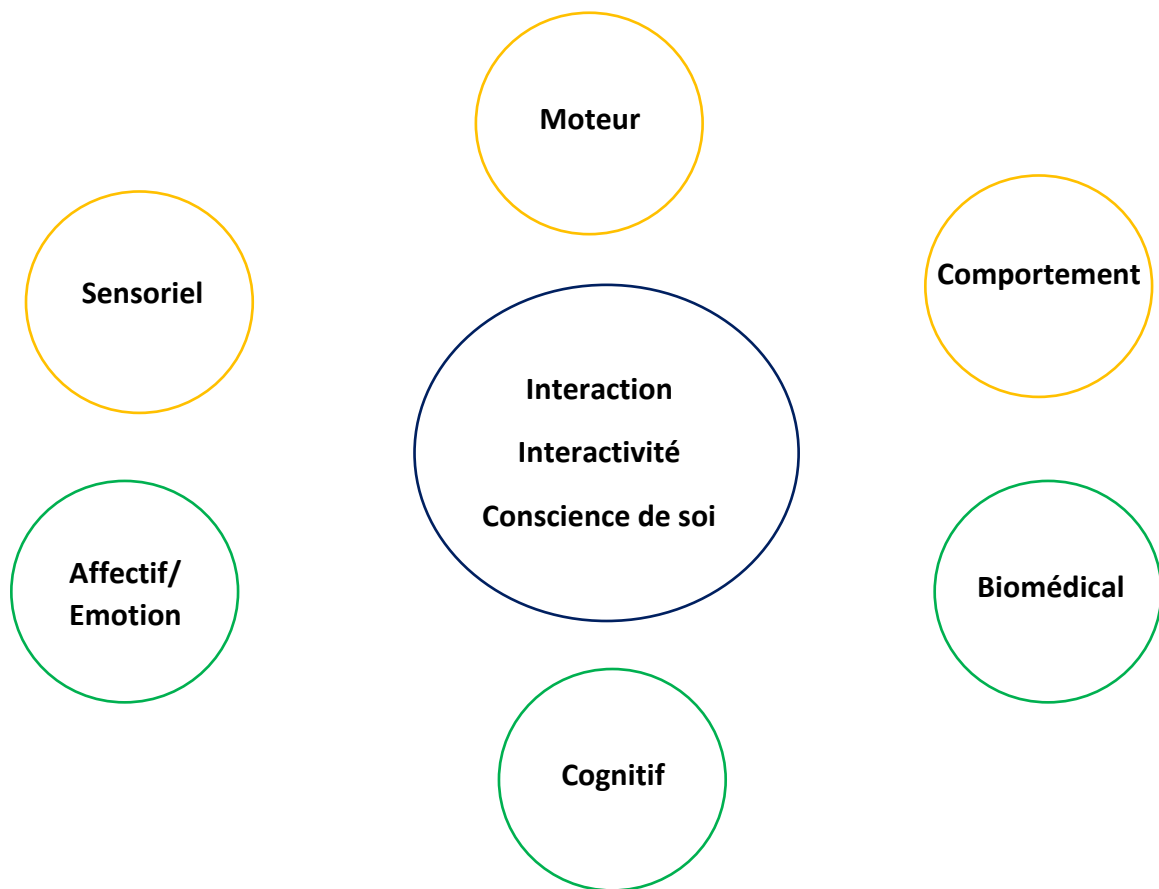 Moteur
Sensoriel
Comportement
Interaction
Interactivité
Conscience de soi
Affectif/
Emotion
Biomédical
Cognitif